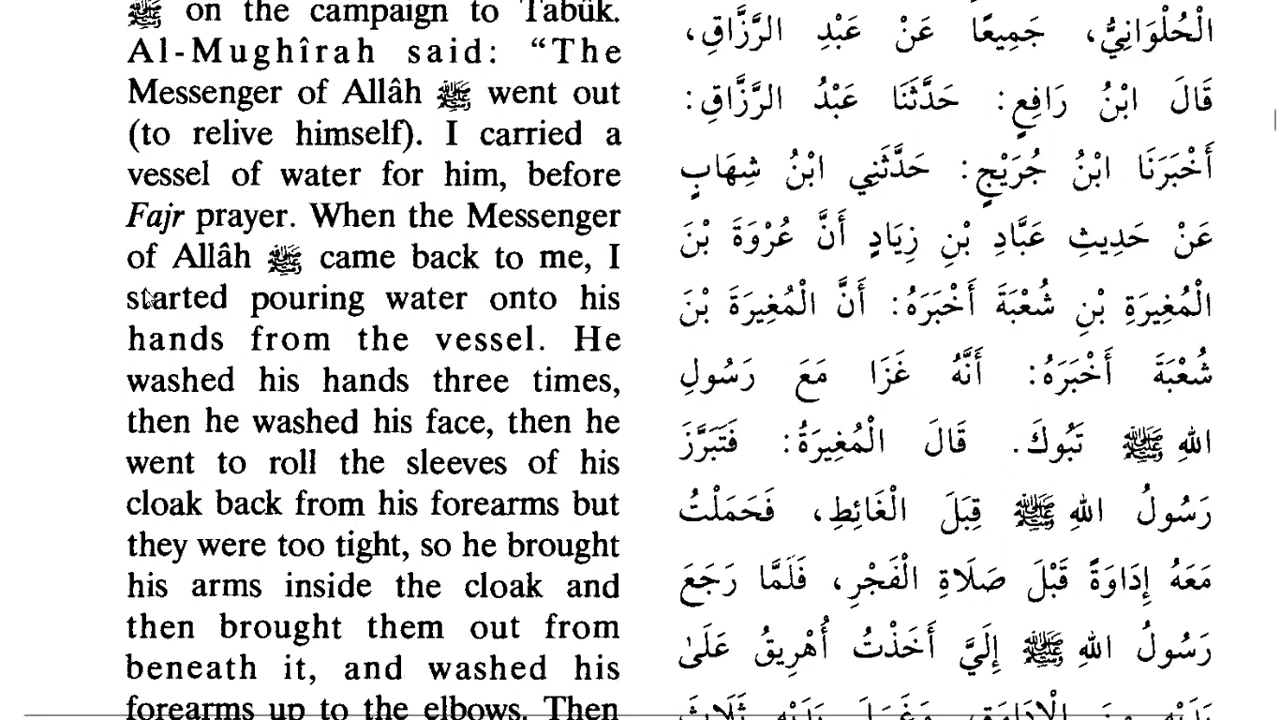 ﷺ on the campaign to Tabûk.
Al-Mughîrah said: “The
Messenger of Allâh ﷺ went out
(to relive himself). I carried a
vessel of water for him, before
Fajr prayer. When the Messenger
of Allâh ﷺ came back to me, I
started pouring water onto his
hands from the vessel. He
washed his hands three times,
then he washed his face, then he
went to roll the sleeves of his
cloak back from his forearms but
they were too tight, so he brought
his arms inside the cloak and
then brought them out from
beneath it, and washed his
forearms up to the elbows. Then
الْحُلْوَانِيُّ، جَمِيعًا عَنْ عَبْدِ الرَّزَّاقِ،
قَالَ ابْنُ رَافِعٍ: حَدَّثَنَا عَبْدُ الرَّزَّاقِ:
أَخْبَرَنَا ابْنُ جُرَيْجٍ: حَدَّثَنِي ابْنُ شِهَابٍ
عَنْ حَدِيثِ عَبَّادِ بْنِ زِيَادٍ أَنَّ عُرْوَةَ بْنَ
الْمُغِيرَةِ بْنِ شُعْبَةَ أَخْبَرَهُ: أَنَّ الْمُغِيرَةَ بْنَ
شُعْبَةَ أَخْبَرَهُ: أَنَّهُ غَزَا مَعَ رَسُولِ
اللهِ ﷺ تَبُوكَ. قَالَ الْمُغِيرَةُ: فَتَبَرَّزَ
رَسُولُ اللهِ ﷺ قِبَلَ الْغَائِطِ، فَحَمَلْتُ
مَعَهُ إِدَاوَةً قَبْلَ صَلَاةِ الْفَجْرِ، فَلَمَّا رَجَعَ
رَسُولُ اللهِ ﷺ إِلَيَّ أَخَذْتُ أُهْرِيقُ عَلَىٰ
يَدَيْهِ مِنَ الْإِدَاوَةِ، وَغَسَلَ يَدَيْهِ ثَلَاثَ